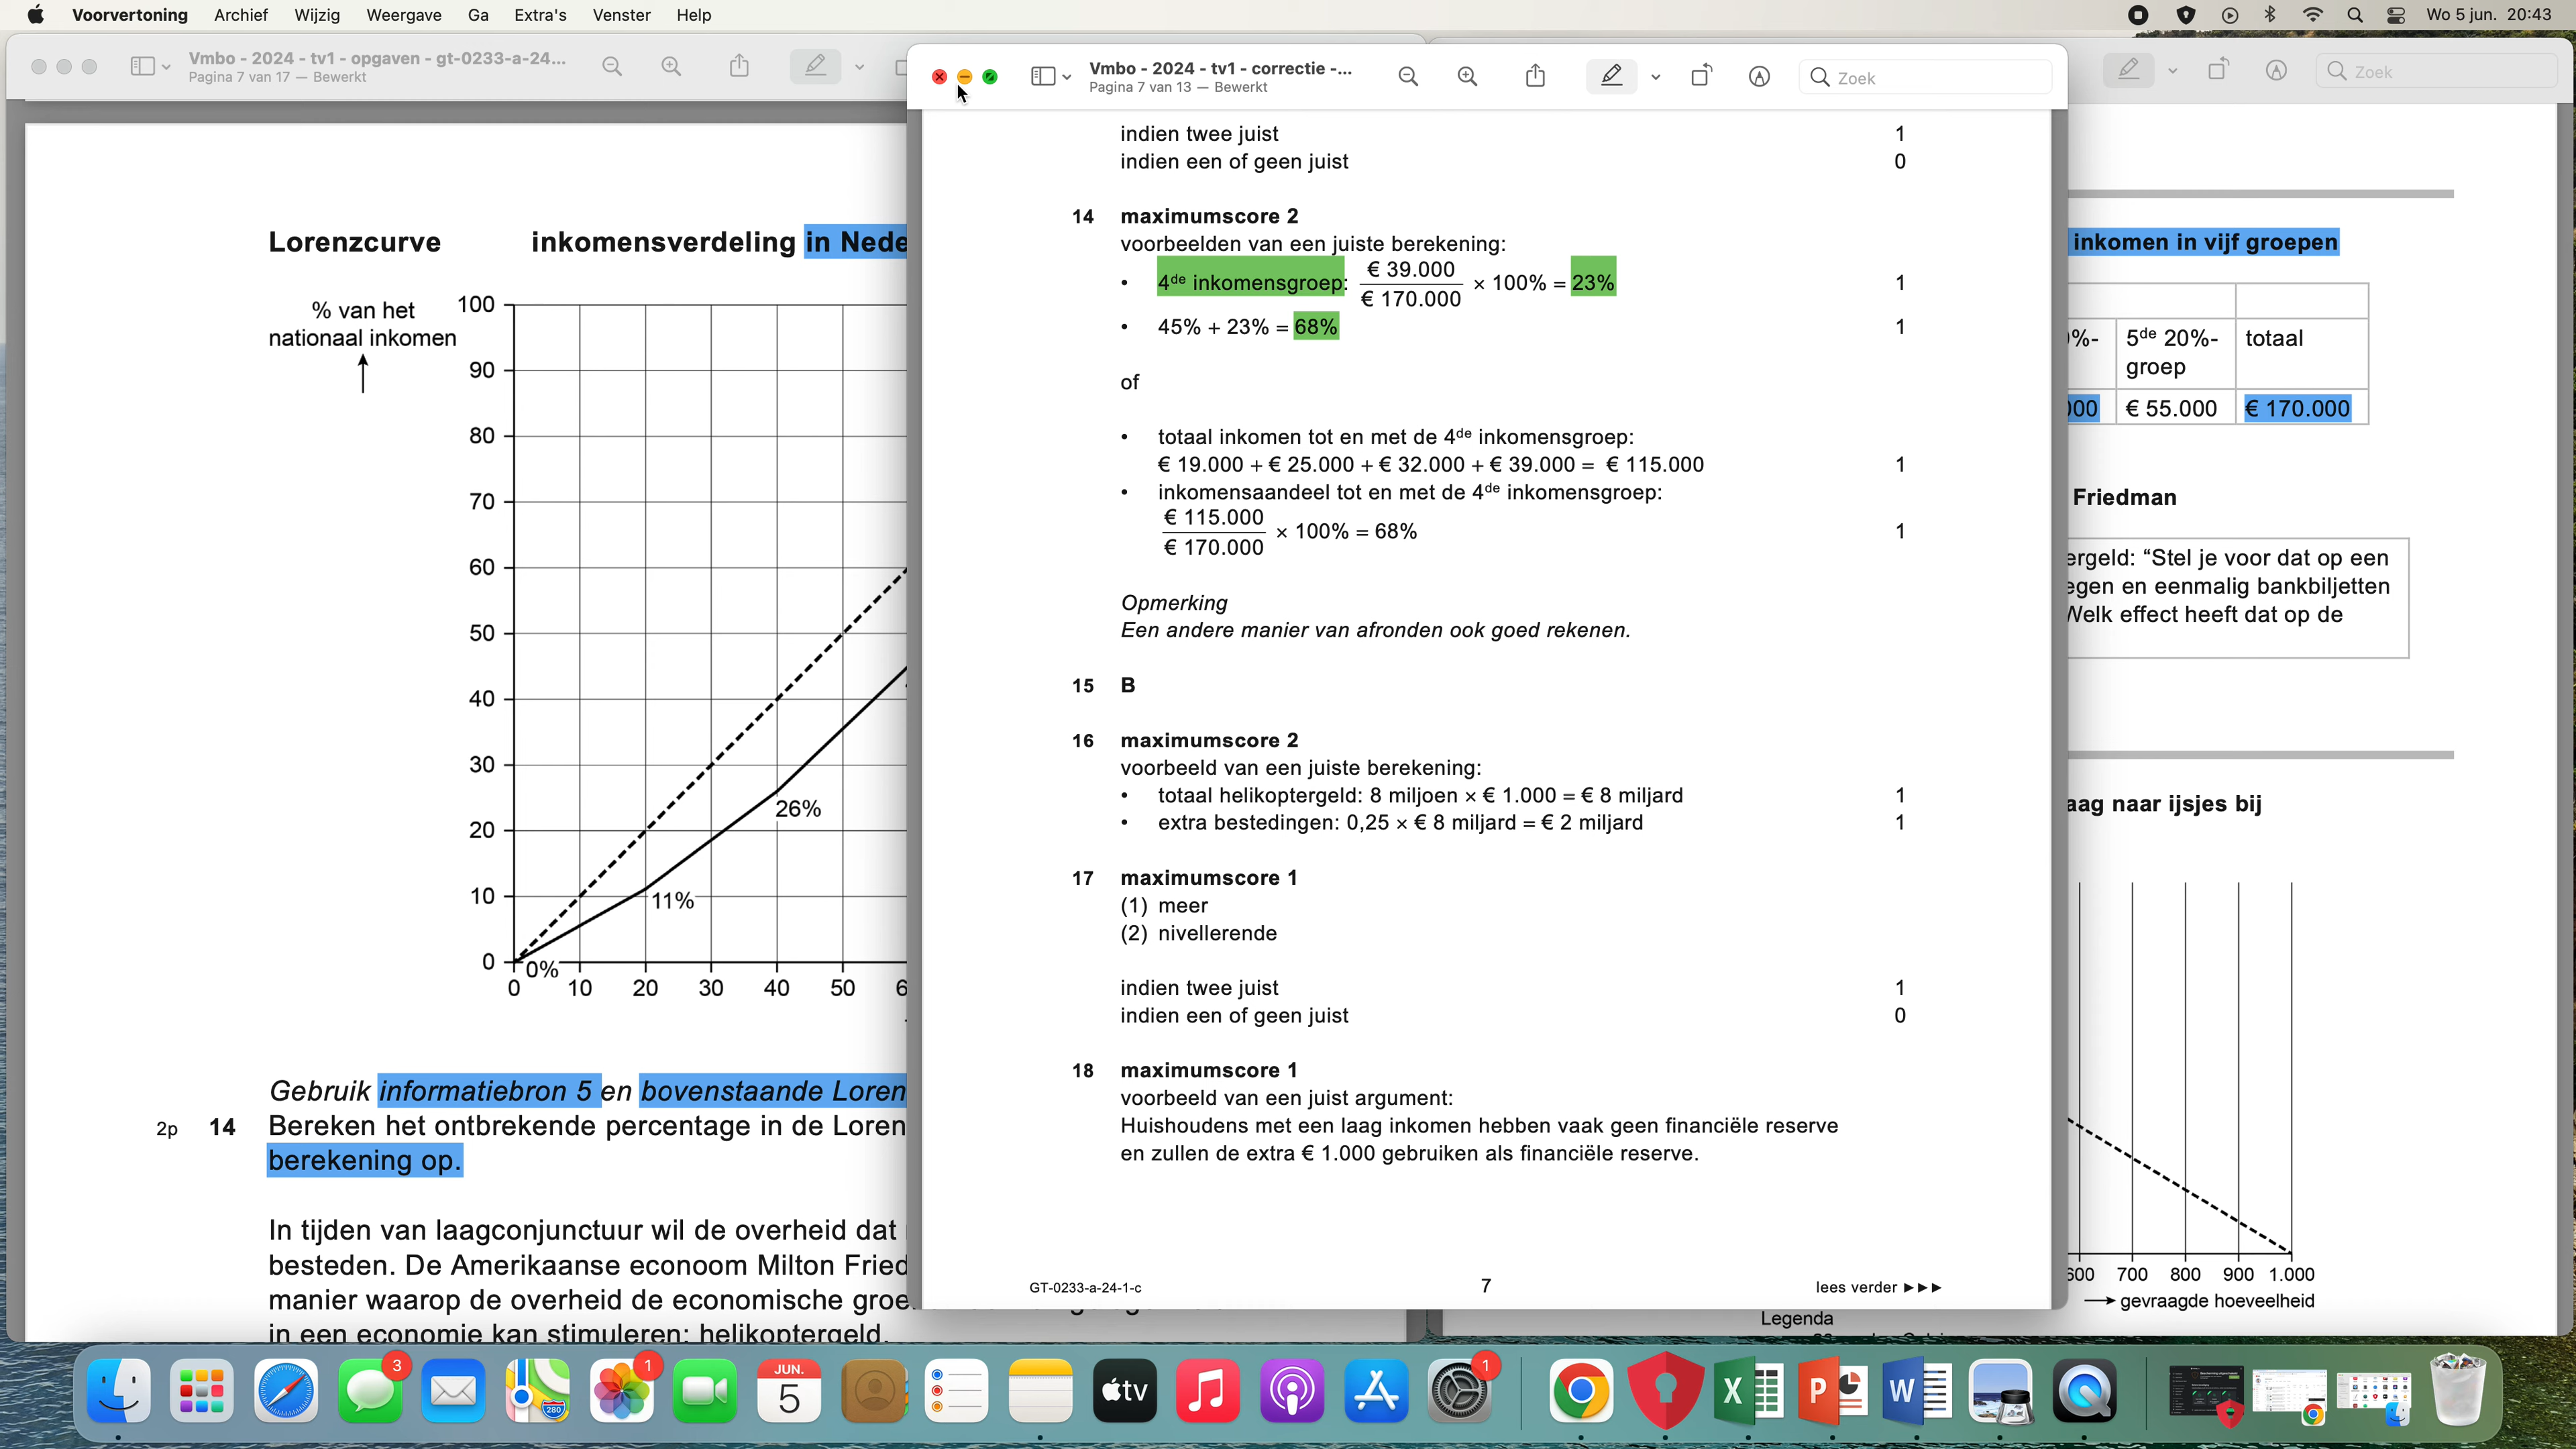 Voorvertoning Archief Wijzig Weergave Ga Extra's Venster Help
Wo 5 jun. 20:43
Vmbo - 2024 - tv1 - opgaven - gt-0233-a-24...
Pagina 7 van 17 — Bewerkt
Lorenzcurve inkomensverdeling in Nede
% van het
nationaal inkomen
100
90
80
70
60
50
40
30
20
10
0
26%
11%
0%
0 10 20 30 40 50 6
Gebruik informatiebron 5 en bovenstaande Loren
2p 14 Bereken het ontbrekende percentage in de Loren
berekening op.
In tijden van laagconjunctuur wil de overheid dat
besteden. De Amerikaanse econoom Milton Fried
manier waarop de overheid de economische groe
in een economie kan stimuleren: helikoptergeld.
Vmbo - 2024 - tv1 - correctie -...
Pagina 7 van 13 — Bewerkt
Zoek
indien twee juist 1
indien een of geen juist 0
14 maximumscore 2
voorbeelden van een juiste berekening:
• 4de inkomensgroep: € 39.000 / € 170.000 × 100% = 23% 1
• 45% + 23% = 68% 1
of
• totaal inkomen tot en met de 4de inkomensgroep:
€ 19.000 + € 25.000 + € 32.000 + € 39.000 = € 115.000 1
• inkomensaandeel tot en met de 4de inkomensgroep:
€ 115.000 / € 170.000 × 100% = 68% 1
Opmerking
Een andere manier van afronden ook goed rekenen.
15 B
16 maximumscore 2
voorbeeld van een juiste berekening:
• totaal helikoptergeld: 8 miljoen × € 1.000 = € 8 miljard 1
• extra bestedingen: 0,25 × € 8 miljard = € 2 miljard 1
17 maximumscore 1
(1) meer
(2) nivellerende
indien twee juist 1
indien een of geen juist 0
18 maximumscore 1
voorbeeld van een juist argument:
Huishoudens met een laag inkomen hebben vaak geen financiële reserve
en zullen de extra € 1.000 gebruiken als financiële reserve.
GT-0233-a-24-1-c 7 lees verder ►►►
Zoek
inkomen in vijf groepen
%- 5de 20%- totaal
groep
000 € 55.000 € 170.000
Friedman
ergeld: “Stel je voor dat op een
egen en eenmalig bankbiljetten
Welk effect heeft dat op de
aag naar ijsjes bij
600 700 800 900 1.000
gevraagde hoeveelheid
Legenda
3
1
JUN.
5
280
tv
1
X
P
W